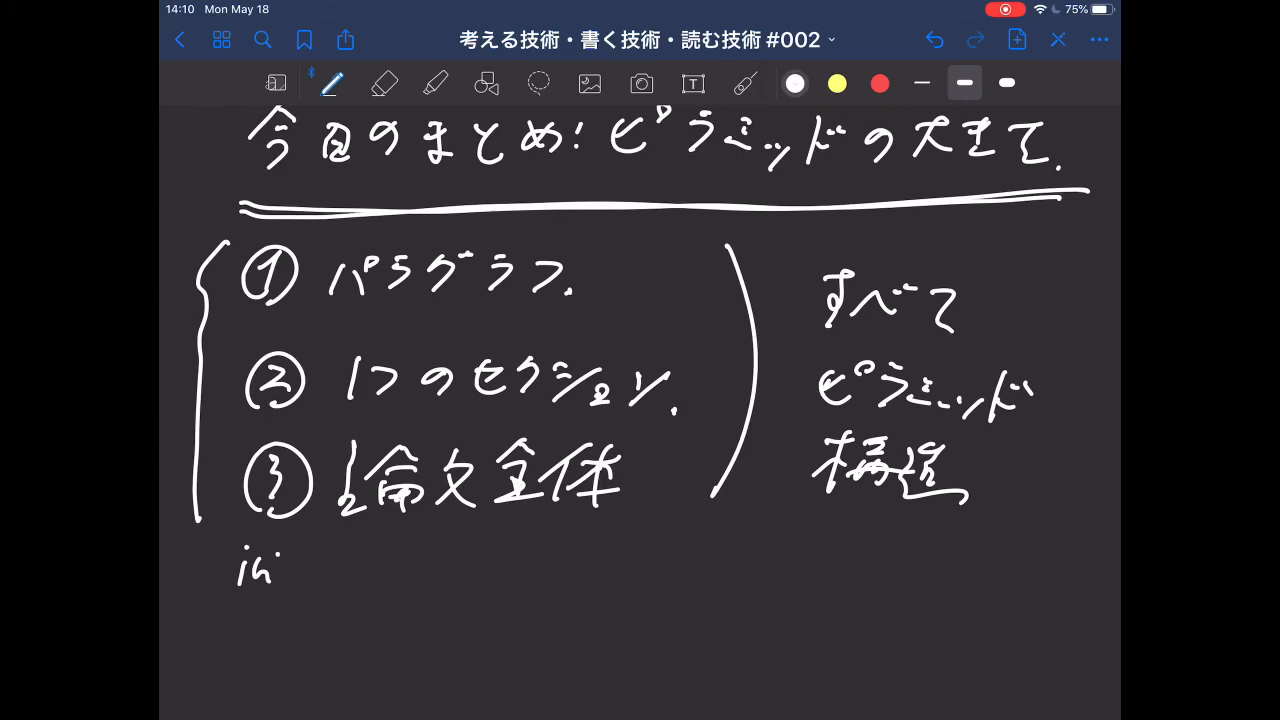 14:10 Mon May 18 75%
考える技術・書く技術・読む技術 #002
今回のまとめ! ピラミッドの大きて.
① パラグラフ.
② 1つのセクション.
③ 論文全体
すべて
ピラミッド
構造